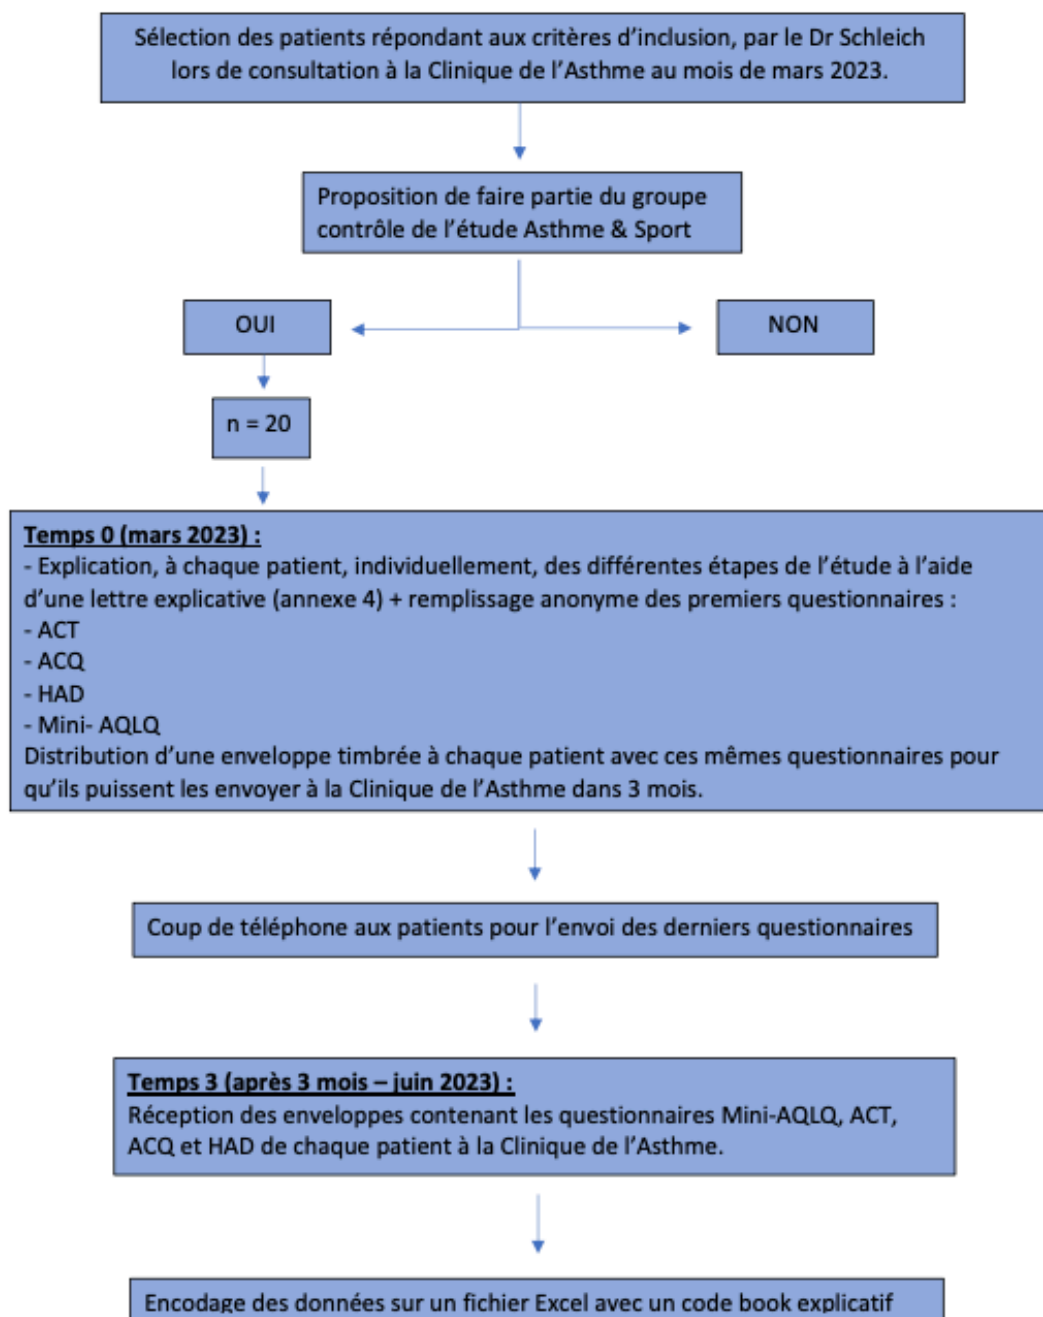 Sélection des patients répondant aux critères d'inclusion, par le Dr Schleich
lors de consultation à la Clinique de l'Asthme au mois de mars 2023.
Proposition de faire partie du groupe
contrôle de l'étude Asthme & Sport
OUI
NON
n = 20
Temps 0 (mars 2023) :
- Explication, à chaque patient, individuellement, des différentes étapes de l'étude à l'aide
d'une lettre explicative (annexe 4) + remplissage anonyme des premiers questionnaires :
- ACT
- ACQ
- HAD
- Mini- AQLQ
Distribution d'une enveloppe timbrée à chaque patient avec ces mêmes questionnaires pour
qu'ils puissent les envoyer à la Clinique de l'Asthme dans 3 mois.
Coup de téléphone aux patients pour l'envoi des derniers questionnaires
Temps 3 (après 3 mois – juin 2023) :
Réception des enveloppes contenant les questionnaires Mini-AQLQ, ACT,
ACQ et HAD de chaque patient à la Clinique de l'Asthme.
Encodage des données sur un fichier Excel avec un code book explicatif